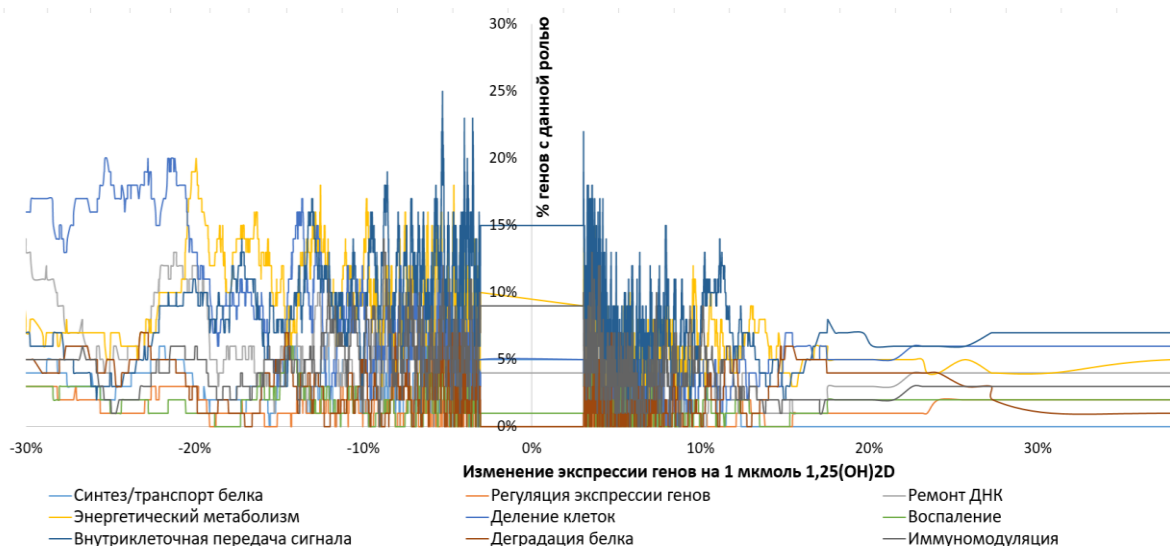 30%
25%
20%
15%
10%
5%
0%
% генов с данной ролью
-30%
-20%
-10%
0%
10%
20%
30%
Изменение экспрессии генов на 1 мкмоль 1,25(OH)2D
Синтез/транспорт белка
Регуляция экспрессии генов
Ремонт ДНК
Энергетический метаболизм
Деление клеток
Воспаление
Внутриклеточная передача сигнала
Деградация белка
Иммуномодуляция